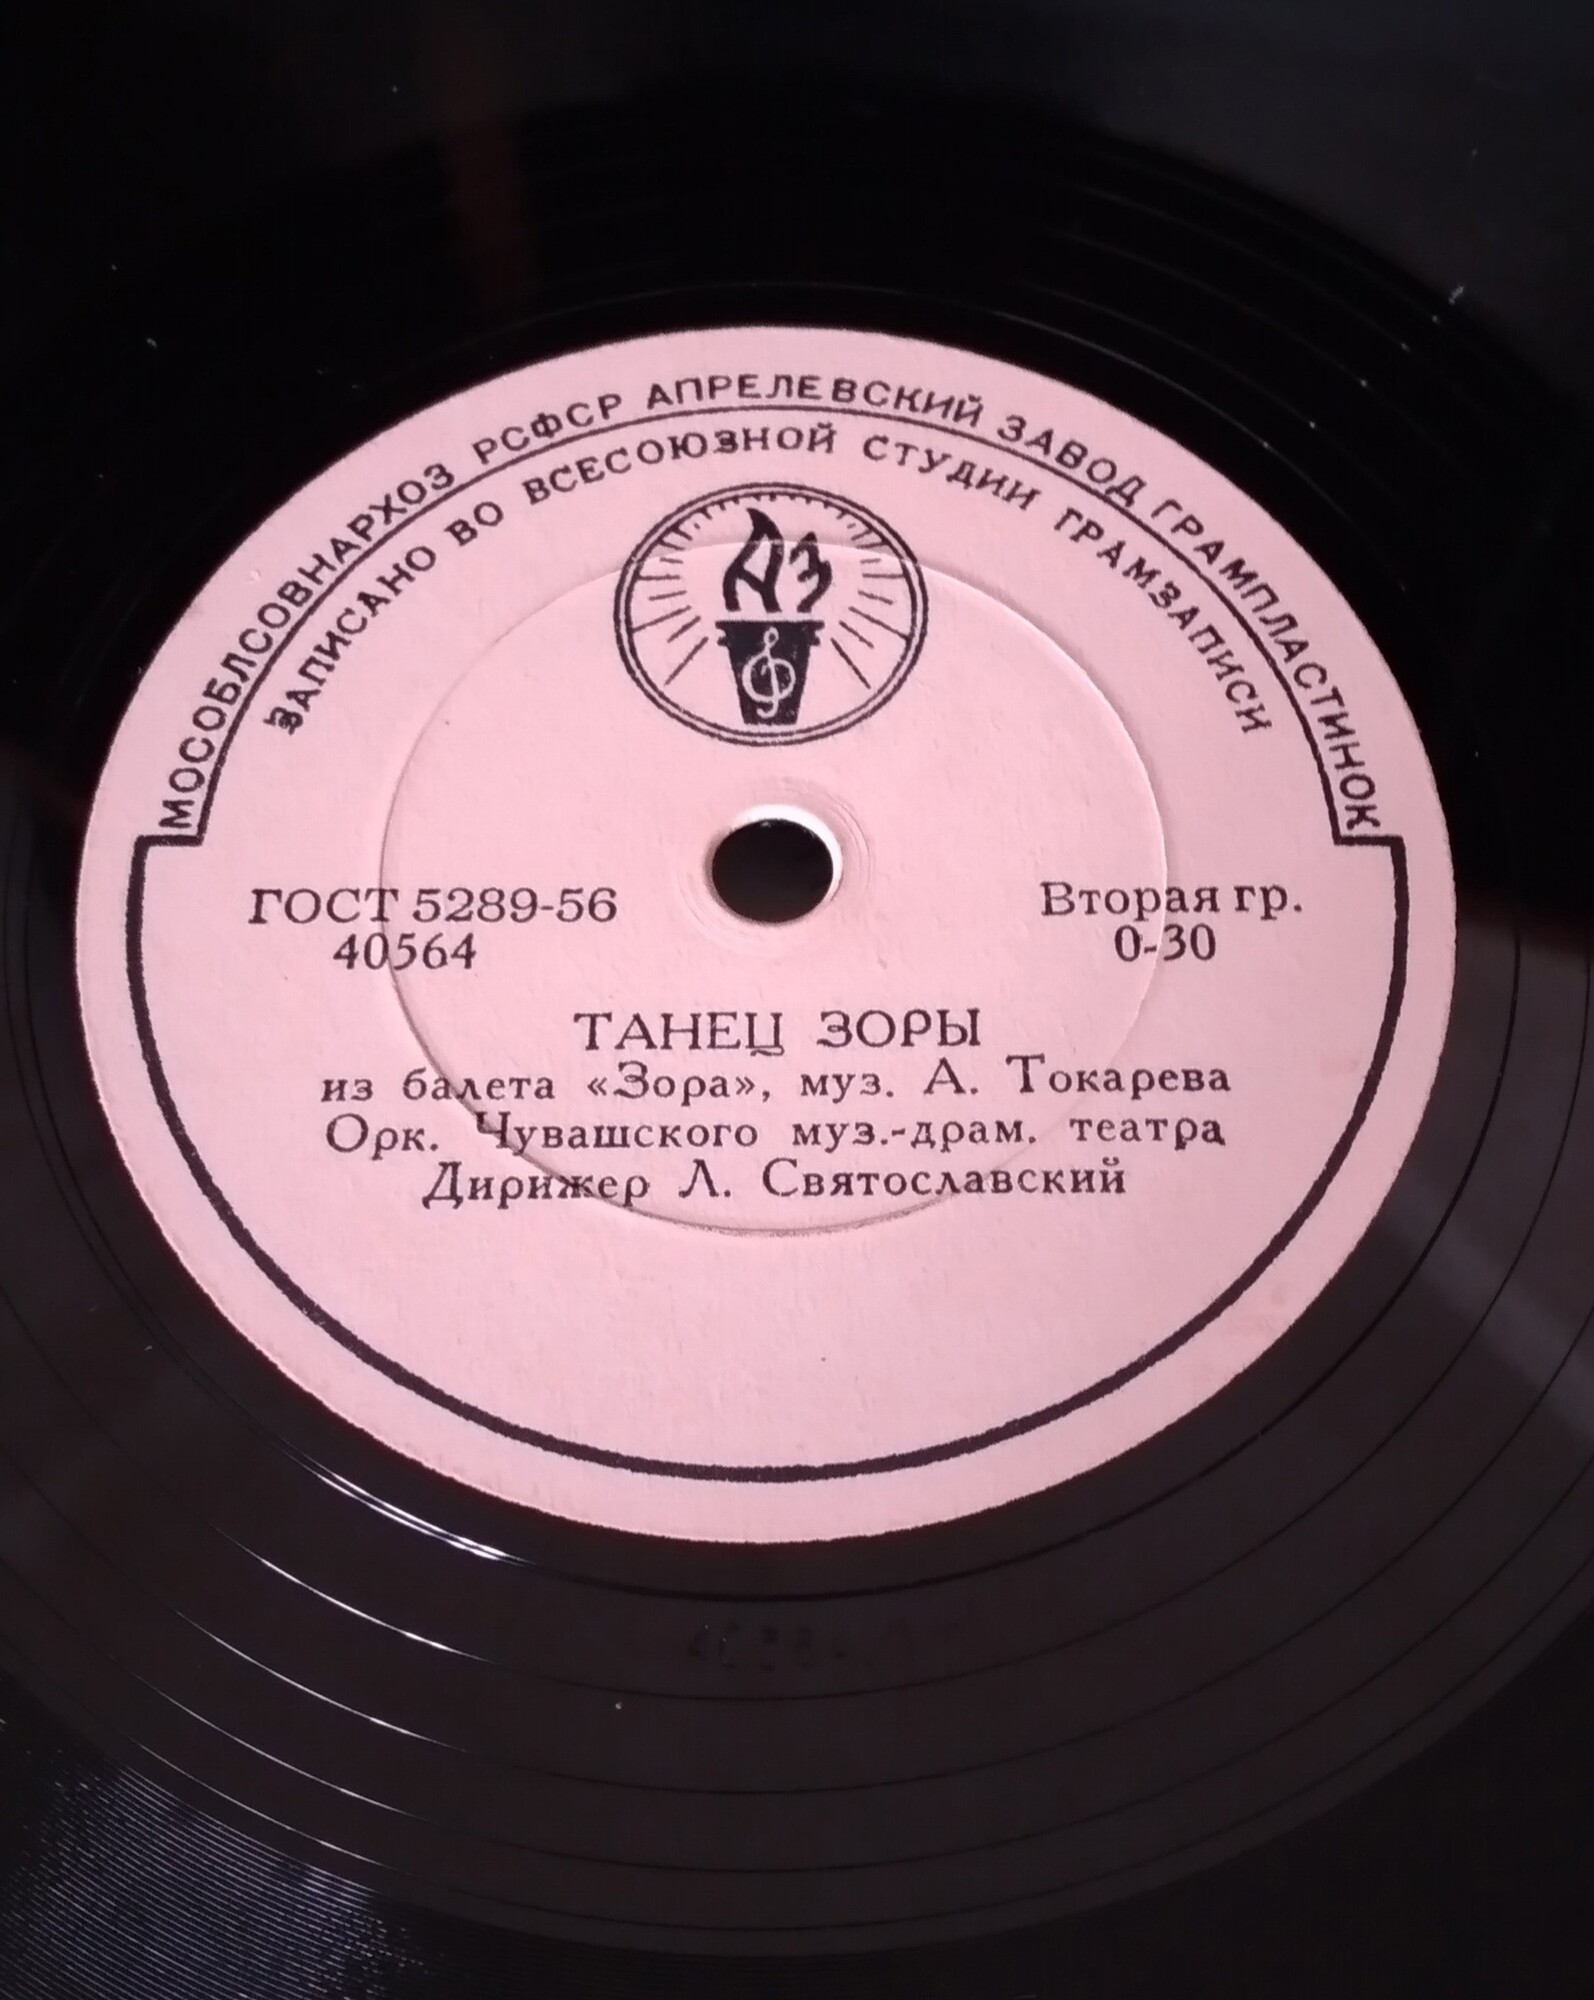 МОСОБЛСОВНАРХОЗ РСФСР АПРЕЛЕВСКИЙ ЗАВОД ГРАМПЛАСТИНОК
ЗАПИСАНО ВО ВСЕСОЮЗНОЙ СТУДИИ ГРАМЗАПИСИ
АЗ
ГОСТ 5289-56
40564
Вторая гр.
0-30
ТАНЕЦ ЗОРЫ
из балета «Зора», муз. А. Токарева
Орк. Чувашского муз.-драм. театра
Дирижер Л. Святославский